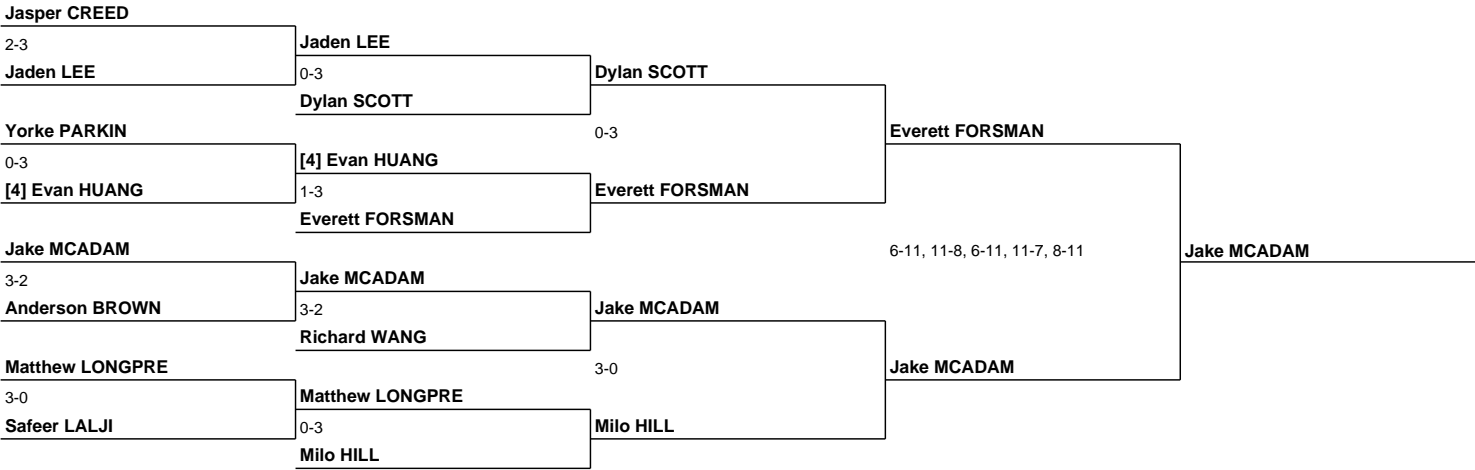 Jasper CREED
2-3
Jaden LEE
Jaden LEE
0-3
Dylan SCOTT
Dylan SCOTT
Yorke PARKIN
0-3
Everett FORSMAN
0-3
[4] Evan HUANG
[4] Evan HUANG
1-3
Everett FORSMAN
Everett FORSMAN
Jake MCADAM
6-11, 11-8, 6-11, 11-7, 8-11
Jake MCADAM
3-2
Jake MCADAM
Anderson BROWN
3-2
Jake MCADAM
Richard WANG
Matthew LONGPRE
3-0
Jake MCADAM
3-0
Matthew LONGPRE
Safeer LALJI
0-3
Milo HILL
Milo HILL